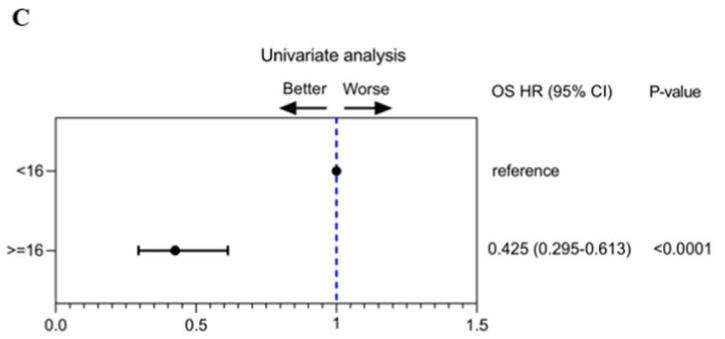 C
Univariate analysis
Better Worse OS HR (95% CI) P-value
<16 reference
>=16 0.425 (0.295-0.613) <0.0001
0.0 0.5 1 1.5